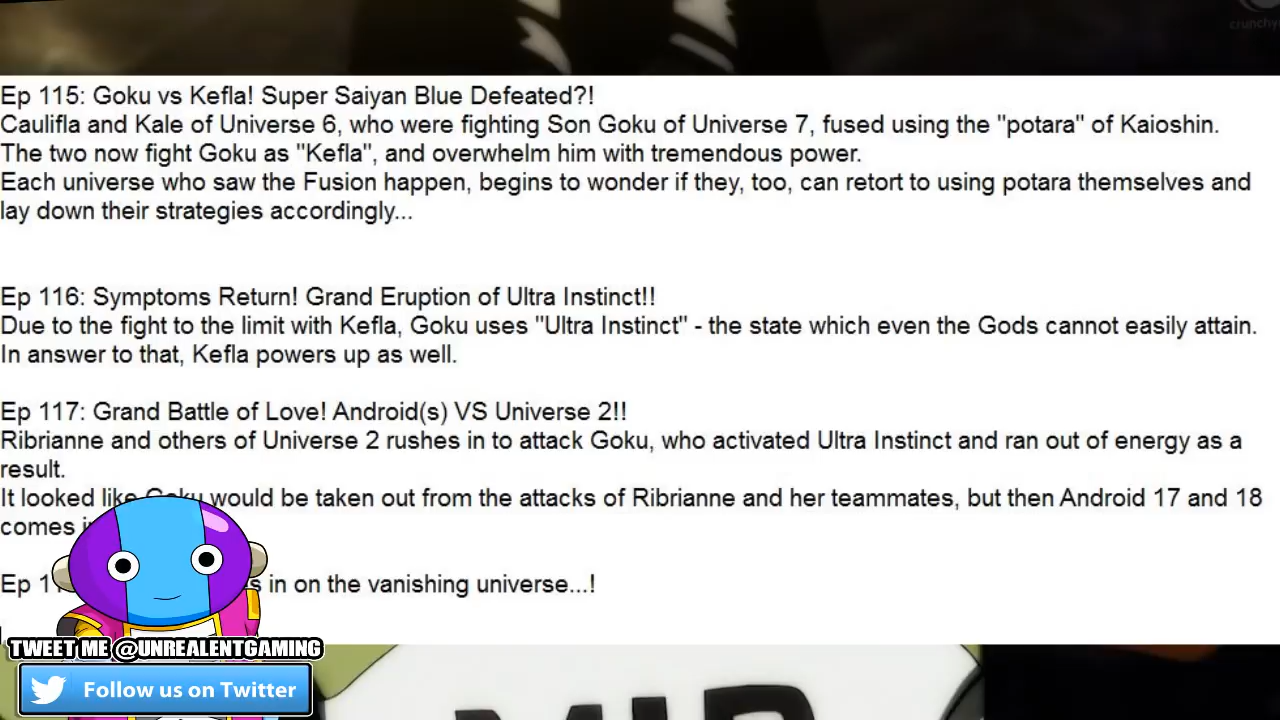 crunchy
Ep 115: Goku vs Kefla! Super Saiyan Blue Defeated?!
Caulifla and Kale of Universe 6, who were fighting Son Goku of Universe 7, fused using the "potara" of Kaioshin.
The two now fight Goku as "Kefla", and overwhelm him with tremendous power.
Each universe who saw the Fusion happen, begins to wonder if they, too, can retort to using potara themselves and
lay down their strategies accordingly...
Ep 116: Symptoms Return! Grand Eruption of Ultra Instinct!!
Due to the fight to the limit with Kefla, Goku uses "Ultra Instinct" - the state which even the Gods cannot easily attain.
In answer to that, Kefla powers up as well.
Ep 117: Grand Battle of Love! Android(s) VS Universe 2!!
Ribrianne and others of Universe 2 rushes in to attack Goku, who activated Ultra Instinct and ran out of energy as a
result.
It looked like Goku would be taken out from the attacks of Ribrianne and her teammates, but then Android 17 and 18
comes
Ep in on the vanishing universe...!
TWEET ME @UNREALENTGAMING
Follow us on Twitter
MIR